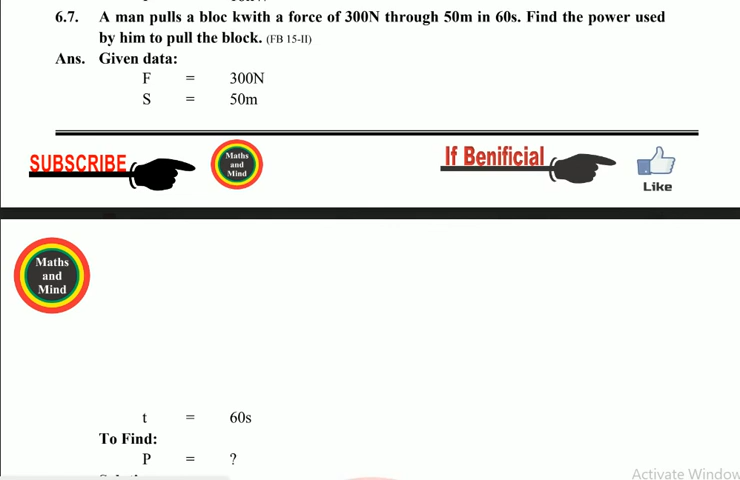 6.7. A man pulls a bloc kwith a force of 300N through 50m in 60s. Find the power used
by him to pull the block. (FB 15-II)
Ans. Given data:
F = 300N
S = 50m
SUBSCRIBE
Maths
and
Mind
If Benificial
Like
Maths
and
Mind
t = 60s
To Find:
P = ?
Activate Window